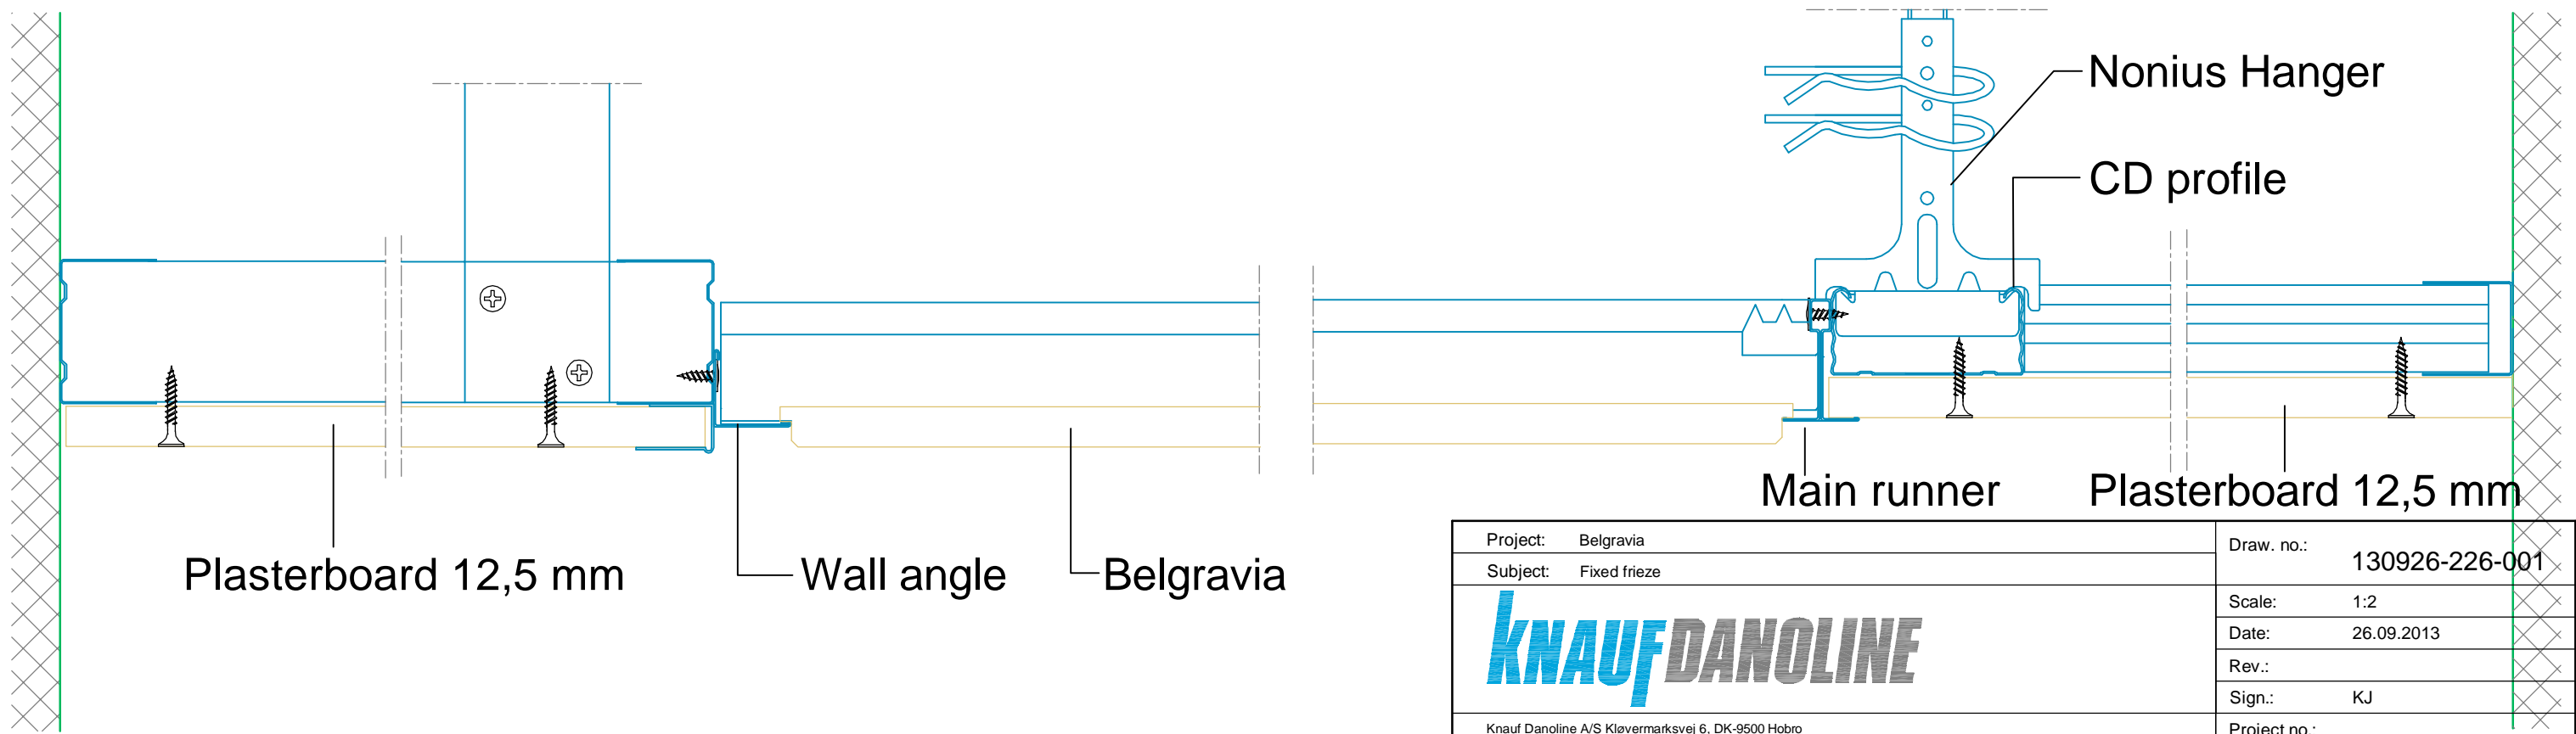 Nonius Hanger
CD profile
Main runner
Plasterboard 12,5 mm
Plasterboard 12,5 mm
Wall angle
Belgravia
Project: Belgravia
Subject: Fixed frieze
Draw. no.: 130926-226-001
Scale: 1:2
Date: 26.09.2013
Rev.:
Sign.: KJ
Project no.:
KNAUF DANOLINE
Knauf Danoline A/S Kløvermarksvej 6, DK-9500 Hobro